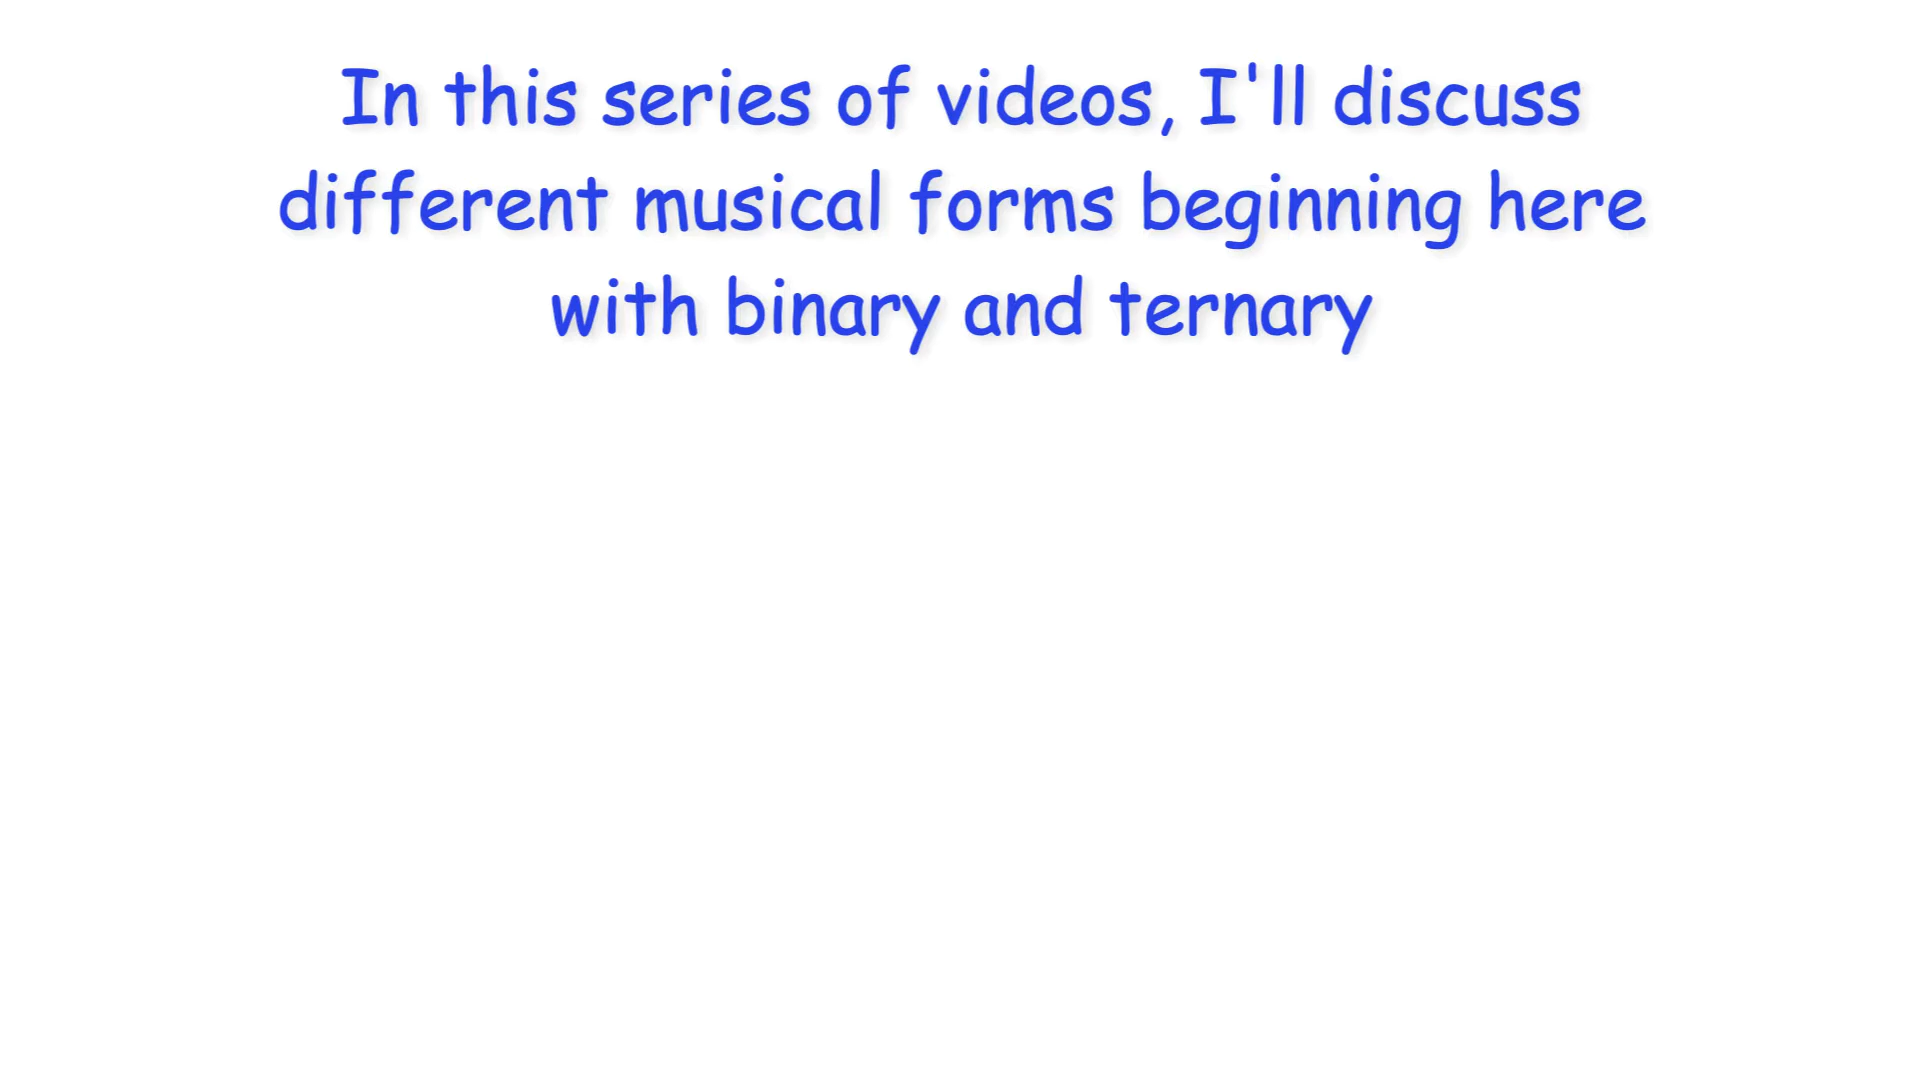 In this series of videos, I'll discuss
different musical forms beginning here
with binary and ternary